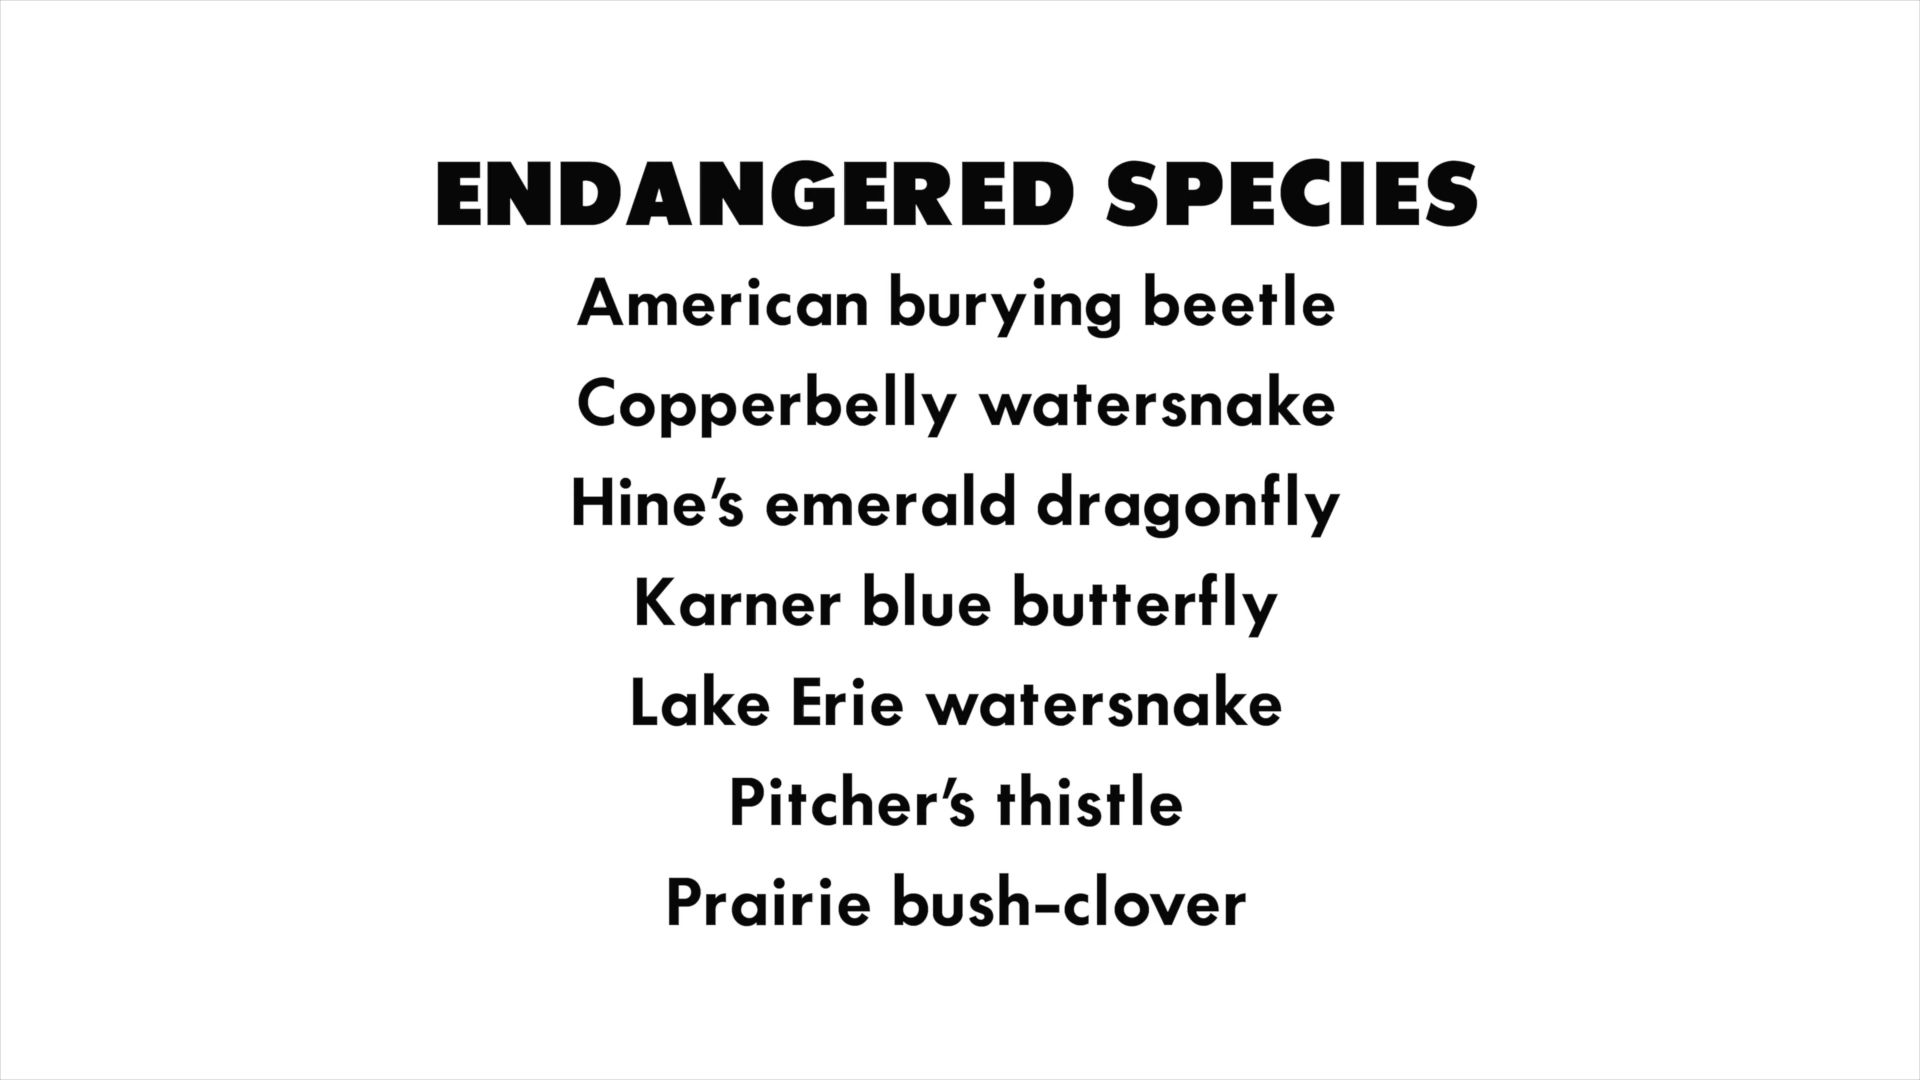 ENDANGERED SPECIES
American burying beetle
Copperbelly watersnake
Hine’s emerald dragonfly
Karner blue butterfly
Lake Erie watersnake
Pitcher’s thistle
Prairie bush-clover